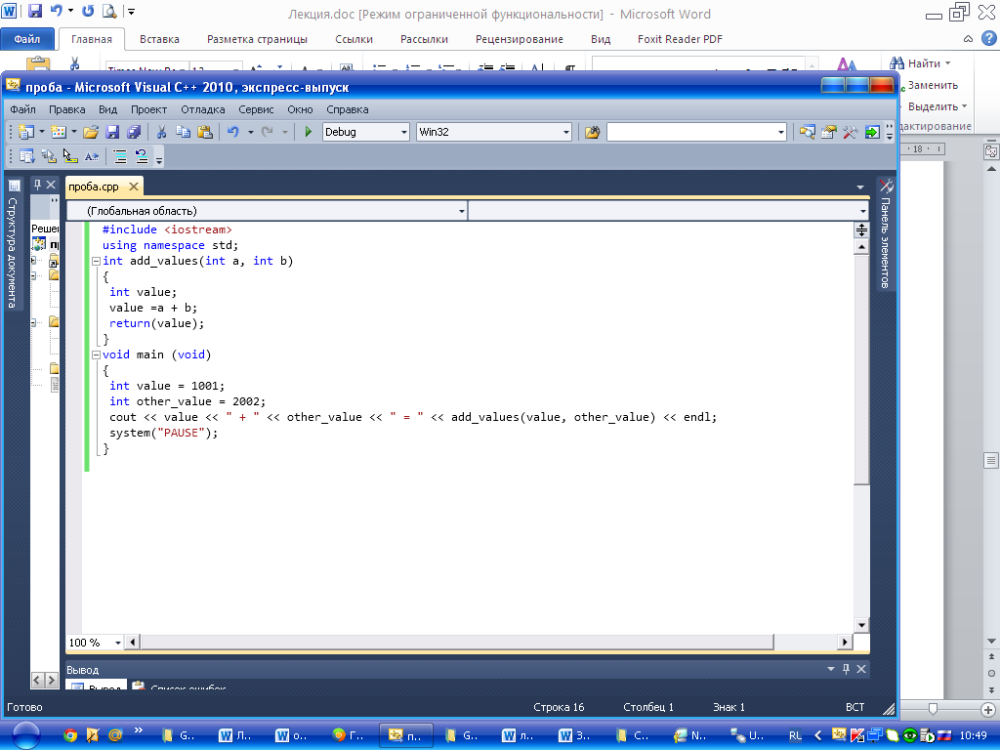 Лекция.doc [Режим ограниченной функциональности] - Microsoft Word
Файл Главная Вставка Разметка страницы Ссылки Рассылки Рецензирование Вид Foxit Reader PDF
Найти
Заменить
Выделить
18
проба - Microsoft Visual C++ 2010, экспресс-выпуск
Файл Правка Вид Проект Отладка Сервис Окно Справка
Debug Win32
проба.cpp
Структура документа
Панель элементов
(Глобальная область)
#include <iostream>
using namespace std;
int add_values(int a, int b)
{
int value;
value =a + b;
return(value);
}
void main (void)
{
int value = 1001;
int other_value = 2002;
cout << value << " + " << other_value << " = " << add_values(value, other_value) << endl;
system("PAUSE");
}
100 %
Вывод
Вывод Список ошибок
Готово Строка 16 Столбец 1 Знак 1 ВСТ
G.. Л.. о.. Г.. п.. G.. л.. З.. С.. N.. U.. RL 10:49